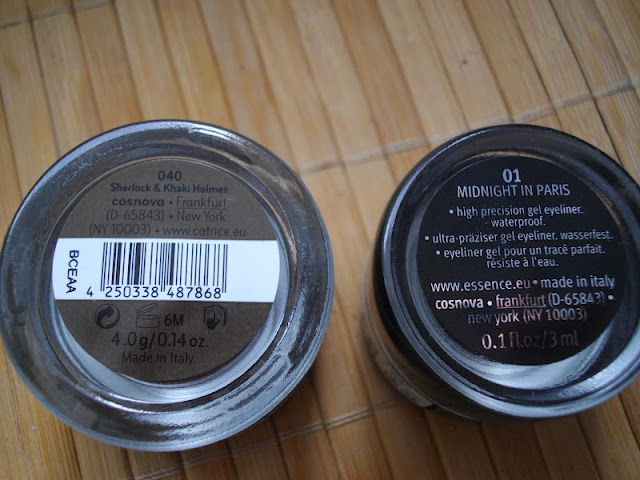 040
Sherlock & Khaki Holmes
cosnova • Frankfurt
(D-65843) • New York
(NY 10003) • www.catrice.eu
BCEAA
4 250338 487868
6M
4.0g/0.14oz.
Made in Italy
01
MIDNIGHT IN PARIS
• high precision gel eyeliner.
waterproof.
• ultra-präziser gel eyeliner. wasserfest.
• eyeliner gel pour un tracé parfait.
résiste à l'eau.
www.essence.eu • made in italy
cosnova • frankfurt (D-65843) •
new york (NY 10003)
0.1 fl.oz/3 ml